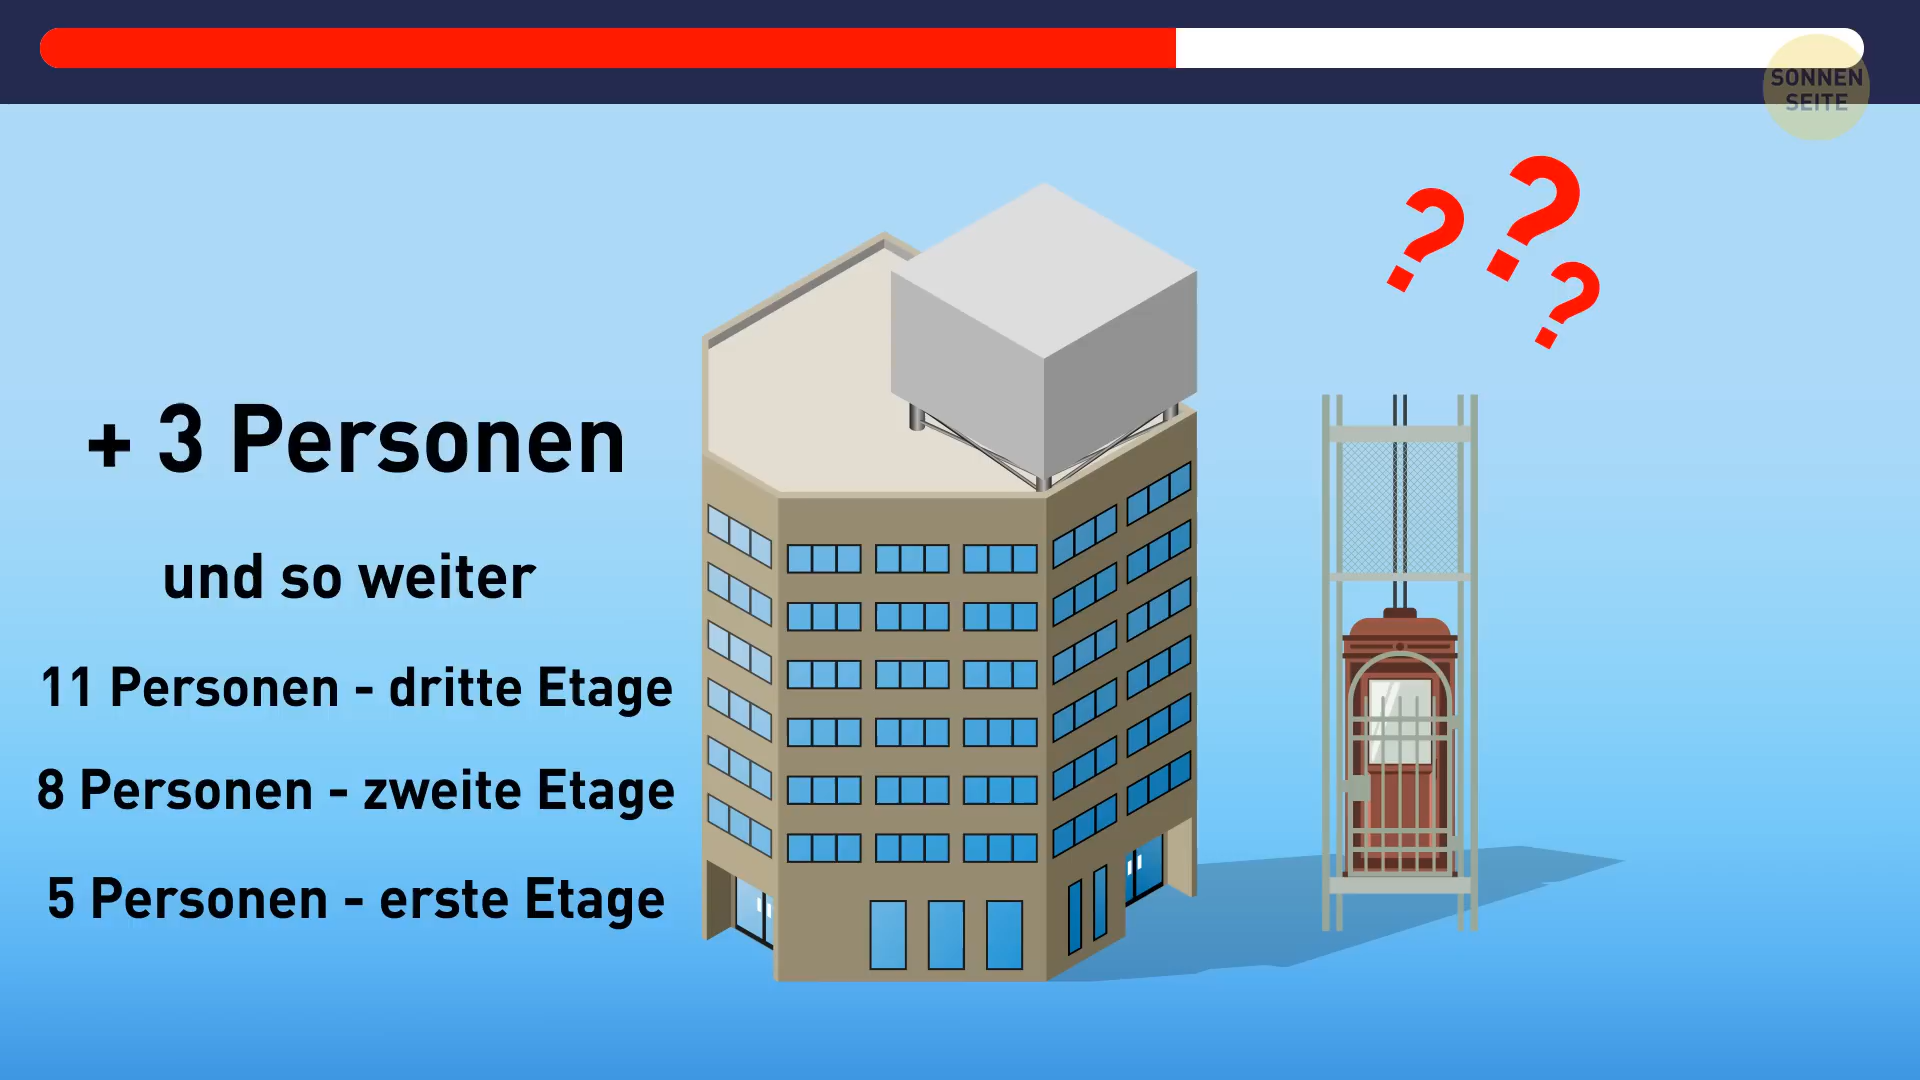 SONNEN
SEITE
? ? ?
+ 3 Personen
und so weiter
11 Personen - dritte Etage
8 Personen - zweite Etage
5 Personen - erste Etage